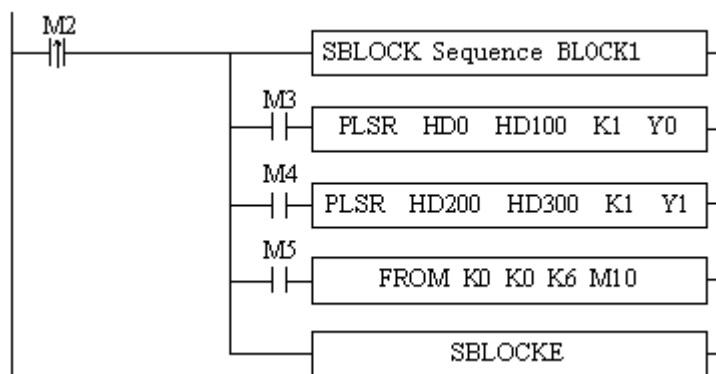 M2
SBLOCK Sequence BLOCK1
M3
PLSR HD0 HD100 K1 Y0
M4
PLSR HD200 HD300 K1 Y1
M5
FROM K0 K0 K6 M10
SBLOCKE